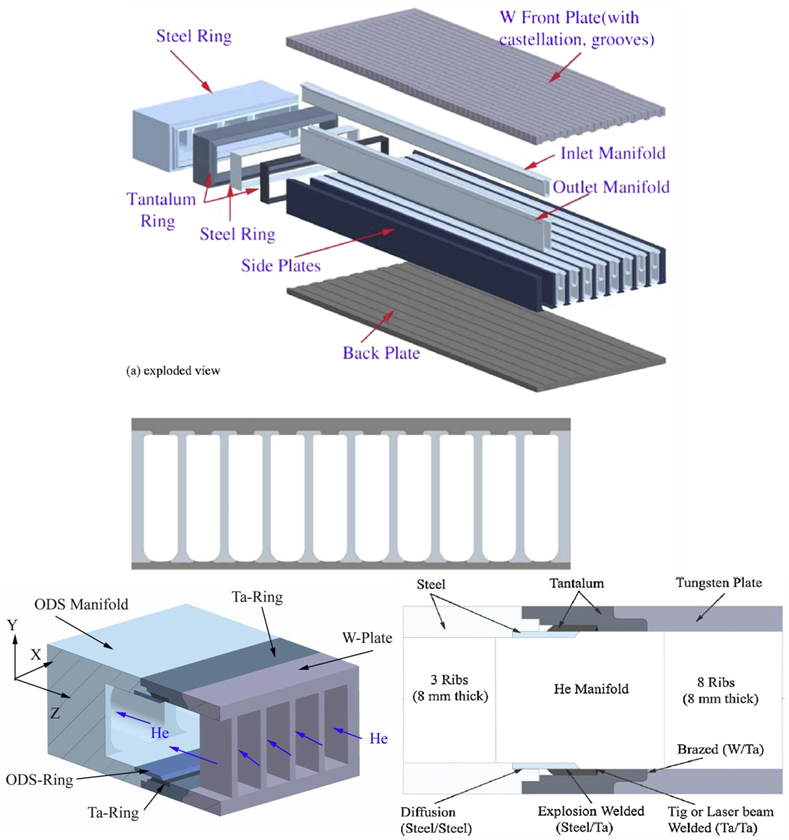 Steel Ring
W Front Plate(with
castellation, grooves)
Inlet Manifold
Outlet Manifold
Tantalum
Ring
Steel Ring
Side Plates
Back Plate
(a) exploded view
ODS Manifold
Ta-Ring
W-Plate
Y
X
Z
He
He
ODS-Ring
Ta-Ring
Steel
Tantalum
Tungsten Plate
3 Ribs
(8 mm thick)
He Manifold
8 Ribs
(8 mm thick)
Brazed (W/Ta)
Diffusion
(Steel/Steel)
Explosion Welded
(Steel/Ta)
Tig or Laser beam
Welded (Ta/Ta)